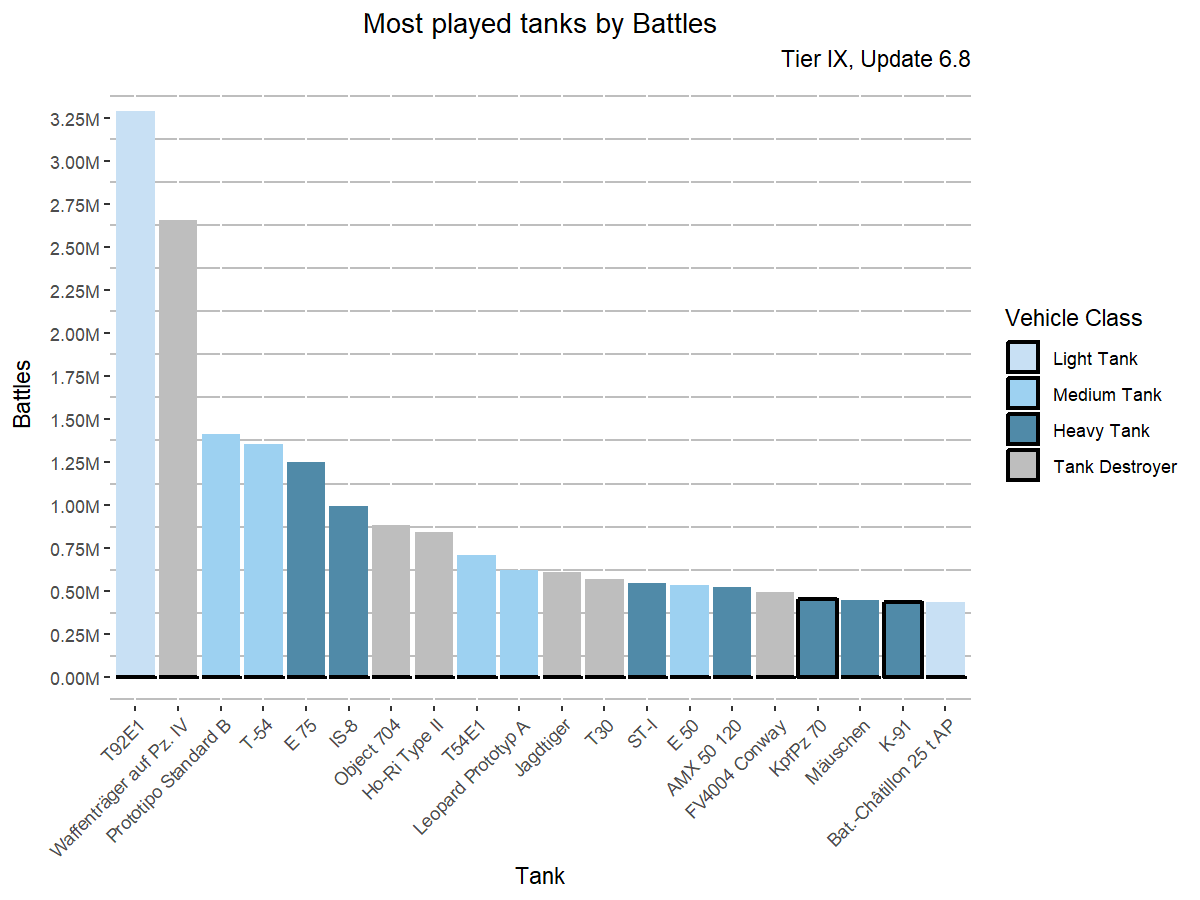 Most played tanks by Battles
Tier IX, Update 6.8
Battles
3.25M
3.00M
2.75M
2.50M
2.25M
2.00M
1.75M
1.50M
1.25M
1.00M
0.75M
0.50M
0.25M
0.00M
T92E1
Waffenträger auf Pz. IV
Prototipo Standard B
T-54
E 75
IS-8
Object 704
Ho-Ri Type II
T54E1
Leopard Prototyp A
Jagdtiger
T30
ST-I
E 50
AMX 50 120
FV4004 Conway
KpfPz 70
Mäuschen
K-91
Bat.-Châtillon 25 t AP
Tank
Vehicle Class
Light Tank
Medium Tank
Heavy Tank
Tank Destroyer